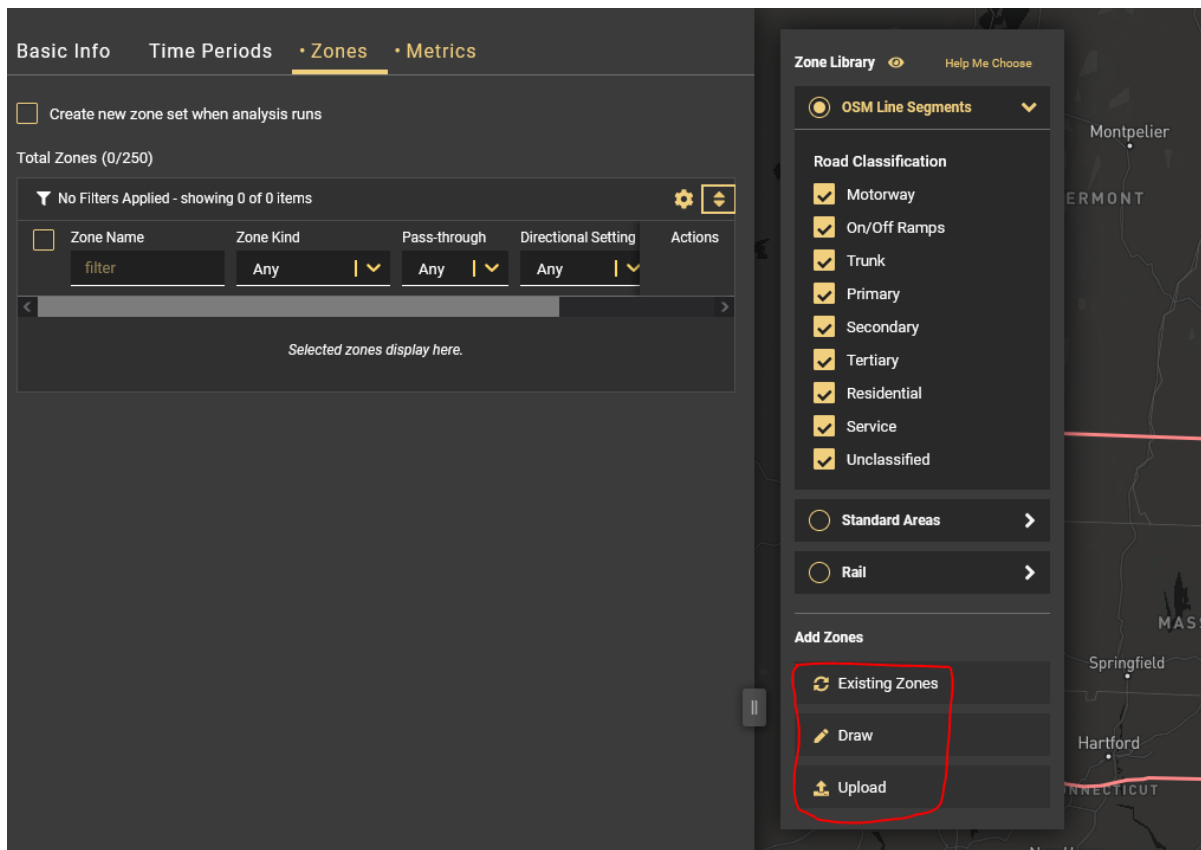 Basic Info Time Periods • Zones • Metrics
Create new zone set when analysis runs
Total Zones (0/250)
No Filters Applied - showing 0 of 0 items
Zone Name Zone Kind Pass-through Directional Setting Actions
filter Any Any Any
Selected zones display here.
Zone Library Help Me Choose
OSM Line Segments
Road Classification
Motorway
On/Off Ramps
Trunk
Primary
Secondary
Tertiary
Residential
Service
Unclassified
Standard Areas
Rail
Add Zones
Existing Zones
Draw
Upload
Montpelier
ERMONT
MASS
Springfield
Hartford
NNECTICUT